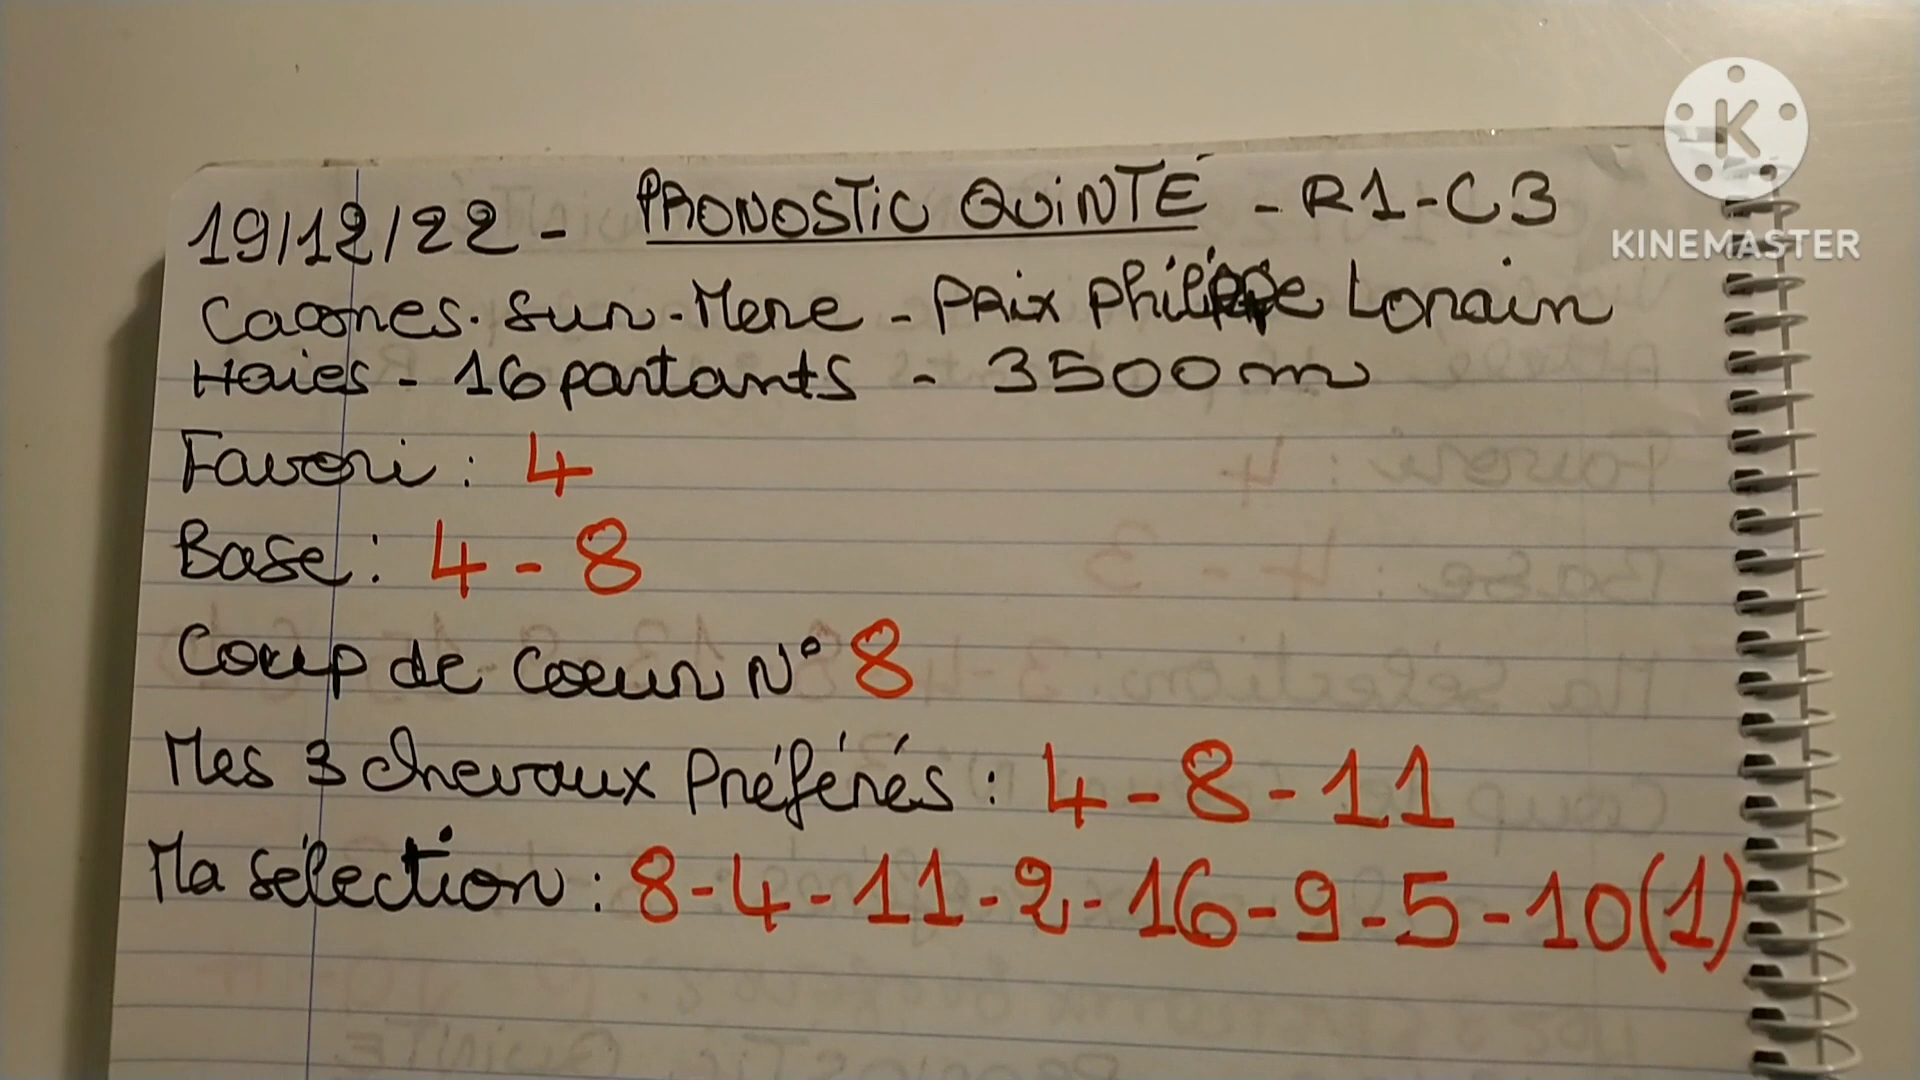 19/12/22 - PRONOSTIC QUINTÉ - R1-C3
Cagnes-sur-Mere - PRix Philippe Lorain
Haies - 16 partants - 3500m
Favori : 4
Base : 4 - 8
Coup de coeur N° 8
Mes 3 chevaux Préférés : 4 - 8 - 11
Ma sélection : 8 - 4 - 11 - 2 - 16 - 9 - 5 - 10 (1)
K
KINEMASTER